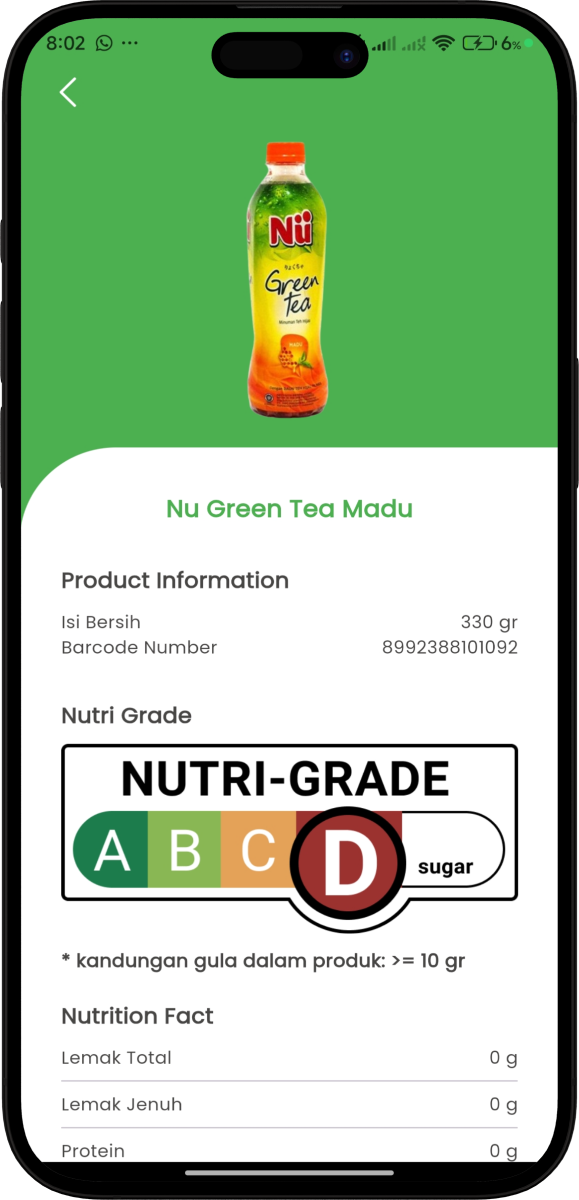 8:02
6%
Nü
Green
Tea
Nu Green Tea Madu
Product Information
Isi Bersih 330 gr
Barcode Number 8992388101092
Nutri Grade
NUTRI-GRADE
A B C D sugar
* kandungan gula dalam produk: >= 10 gr
Nutrition Fact
Lemak Total 0 g
Lemak Jenuh 0 g
Protein 0 g